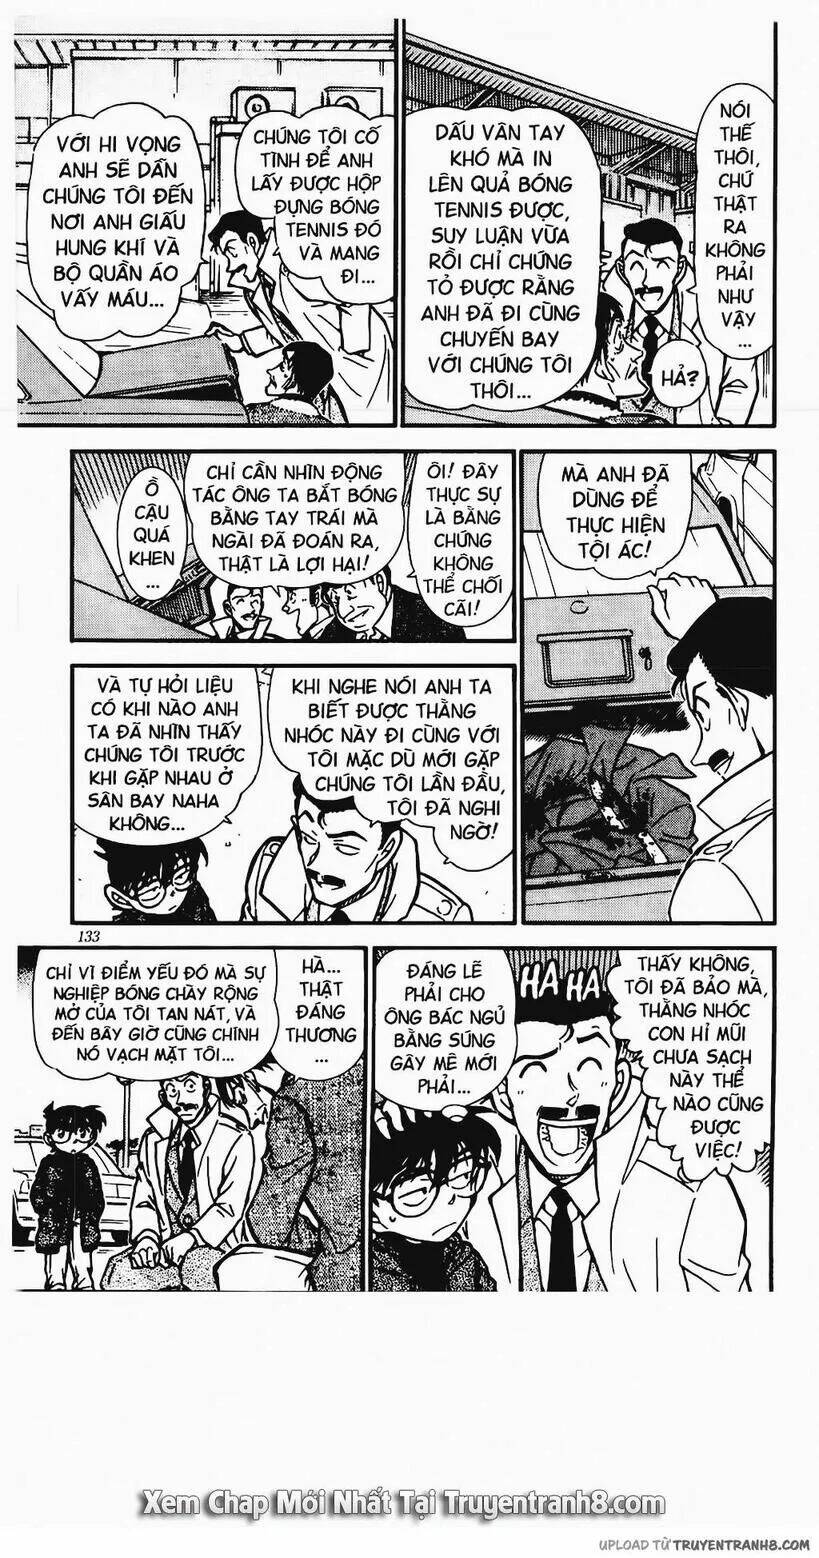 NÓI
THẾ
THÔI,
CHỨ
THẬT
RA
KHÔNG
PHẢI
NHƯ
VẬY
...
HẢ?
DẤU VÂN TAY
KHÓ MÀ IN
LÊN QUẢ BÓNG
TENNIS ĐƯỢC,
SUY LUẬN VỪA
RỒI CHỈ CHỨNG
TỎ ĐƯỢC RẰNG
ANH ĐÃ ĐI CÙNG
CHUYẾN BAY
VỚI CHÚNG TÔI
THÔI...
CHÚNG TÔI CỐ
TÌNH ĐỂ ANH
LẤY ĐƯỢC HỘP
ĐỰNG BÓNG
TENNIS ĐÓ
VÀ MANG
ĐI...
VỚI HI VỌNG
ANH SẼ DẪN
CHÚNG TÔI ĐẾN
NƠI ANH GIẤU
HUNG KHÍ VÀ
BỘ QUẦN ÁO
VẤY MÁU...
MÀ ANH ĐÃ
DÙNG ĐỂ
THỰC HIỆN
TỘI ÁC!
ÔI! ĐÂY
THỰC SỰ
LÀ BẰNG
CHỨNG
KHÔNG
THỂ CHỐI
CÃI!
CHỈ CẦN NHÌN ĐỘNG
TÁC ÔNG TA BẮT BÓNG
BẰNG TAY TRÁI MÀ
NGÀI ĐÃ ĐOÁN RA,
THẬT LÀ LỢI HẠI!
Ồ
CẬU
QUÁ
KHEN
...
KHI NGHE NÓI ANH TA
BIẾT ĐƯỢC THẰNG
NHÓC NÀY ĐI CÙNG VỚI
TÔI MẶC DÙ MỚI GẶP
CHÚNG TÔI LẦN ĐẦU,
TÔI ĐÃ NGHI
NGỜ!
VÀ TỰ HỎI LIỆU
CÓ KHI NÀO ANH
TA ĐÃ NHÌN THẤY
CHÚNG TÔI TRƯỚC
KHI GẶP NHAU Ở
SÂN BAY NAHA
KHÔNG...
133
THẤY KHÔNG,
TÔI ĐÃ BẢO MÀ,
THẰNG NHÓC
CON HỈ MŨI
CHƯA SẠCH
NÀY THẾ
NÀO CŨNG
ĐƯỢC
VIỆC!
HA HA
ĐÁNG LẼ
PHẢI CHO
ÔNG BÁC NGỦ
BẰNG SÚNG
GÂY MÊ MỚI
PHẢI...
HÀ...
THẬT
ĐÁNG
THƯƠNG
...
CHỈ VÌ ĐIỂM YẾU ĐÓ MÀ SỰ
NGHIỆP BÓNG CHÀY RỘNG
MỞ CỦA TÔI TAN NÁT, VÀ
ĐẾN BÂY GIỜ CŨNG CHÍNH
NÓ VẠCH MẶT TÔI...
Xem Chap Mới Nhất Tại Truyentranh8.com
UPLOAD TỪ TRUYENTRANH8.COM